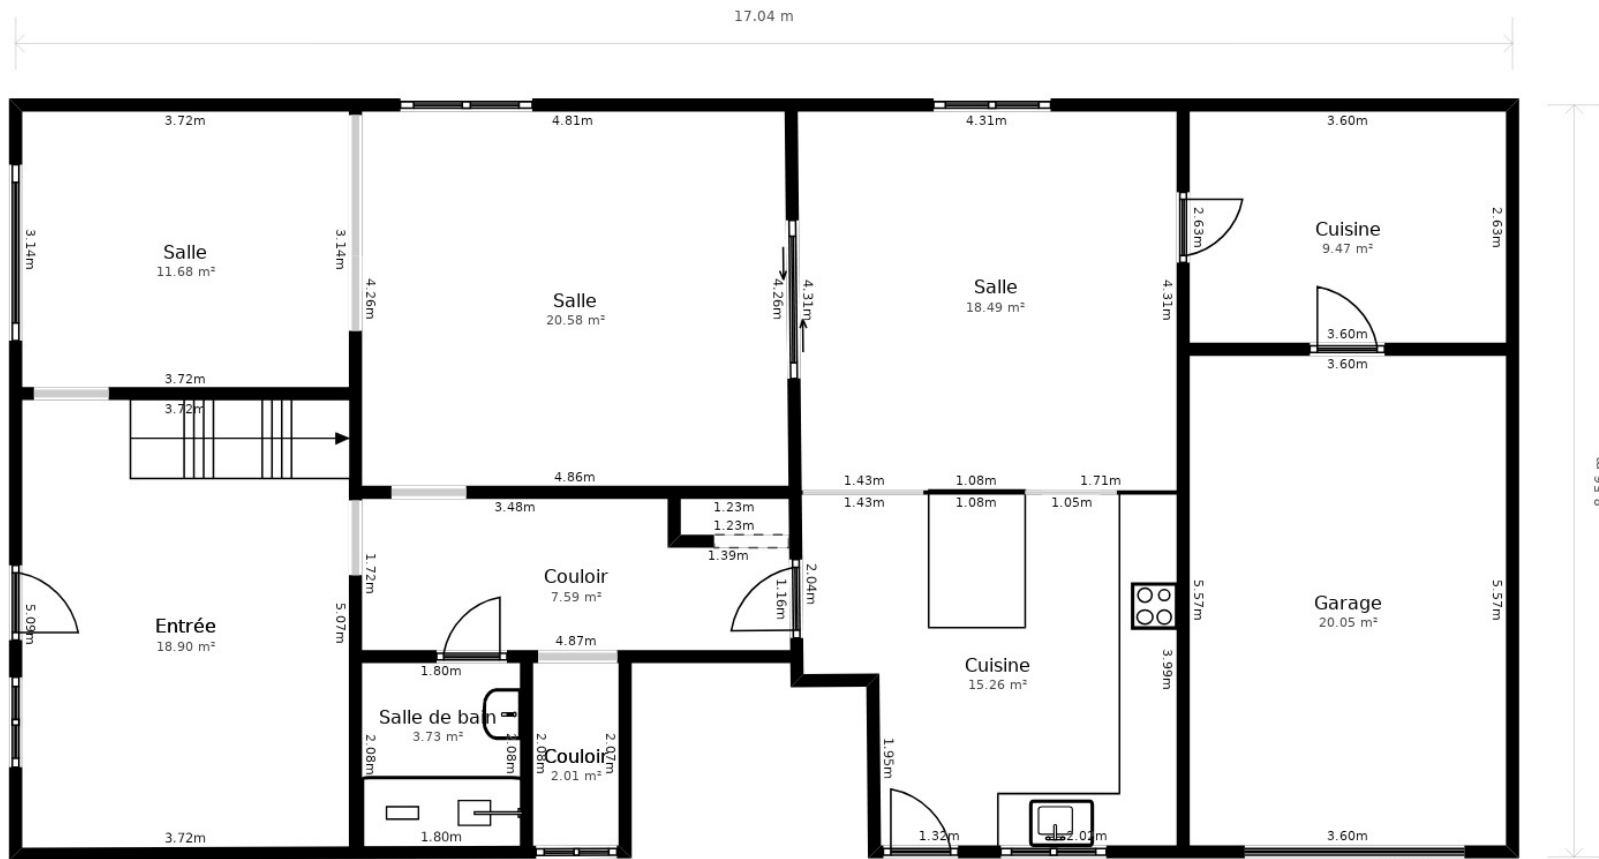 17.04 m
3.72m
4.81m
4.31m
3.60m
3.14m
3.14m
Salle
11.68 m²
4.26m
Salle
20.58 m²
4.26m
4.31m
Salle
18.49 m²
4.31m
2.63m
Cuisine
9.47 m²
2.63m
3.60m
3.60m
3.72m
3.72m
4.86m
1.43m
1.08m
1.71m
3.48m
1.23m
1.43m
1.08m
1.05m
1.23m
1.39m
1.72m
Couloir
7.59 m²
1.16m
2.04m
4.87m
5.09m
Entrée
18.90 m²
5.07m
5.57m
Garage
20.05 m²
5.57m
1.80m
Cuisine
15.26 m²
3.99m
Salle de bain
3.73 m²
2.08m
2.08m
2.08m
Couloir
2.01 m²
2.07m
1.95m
3.72m
1.80m
1.32m
2.02m
3.60m